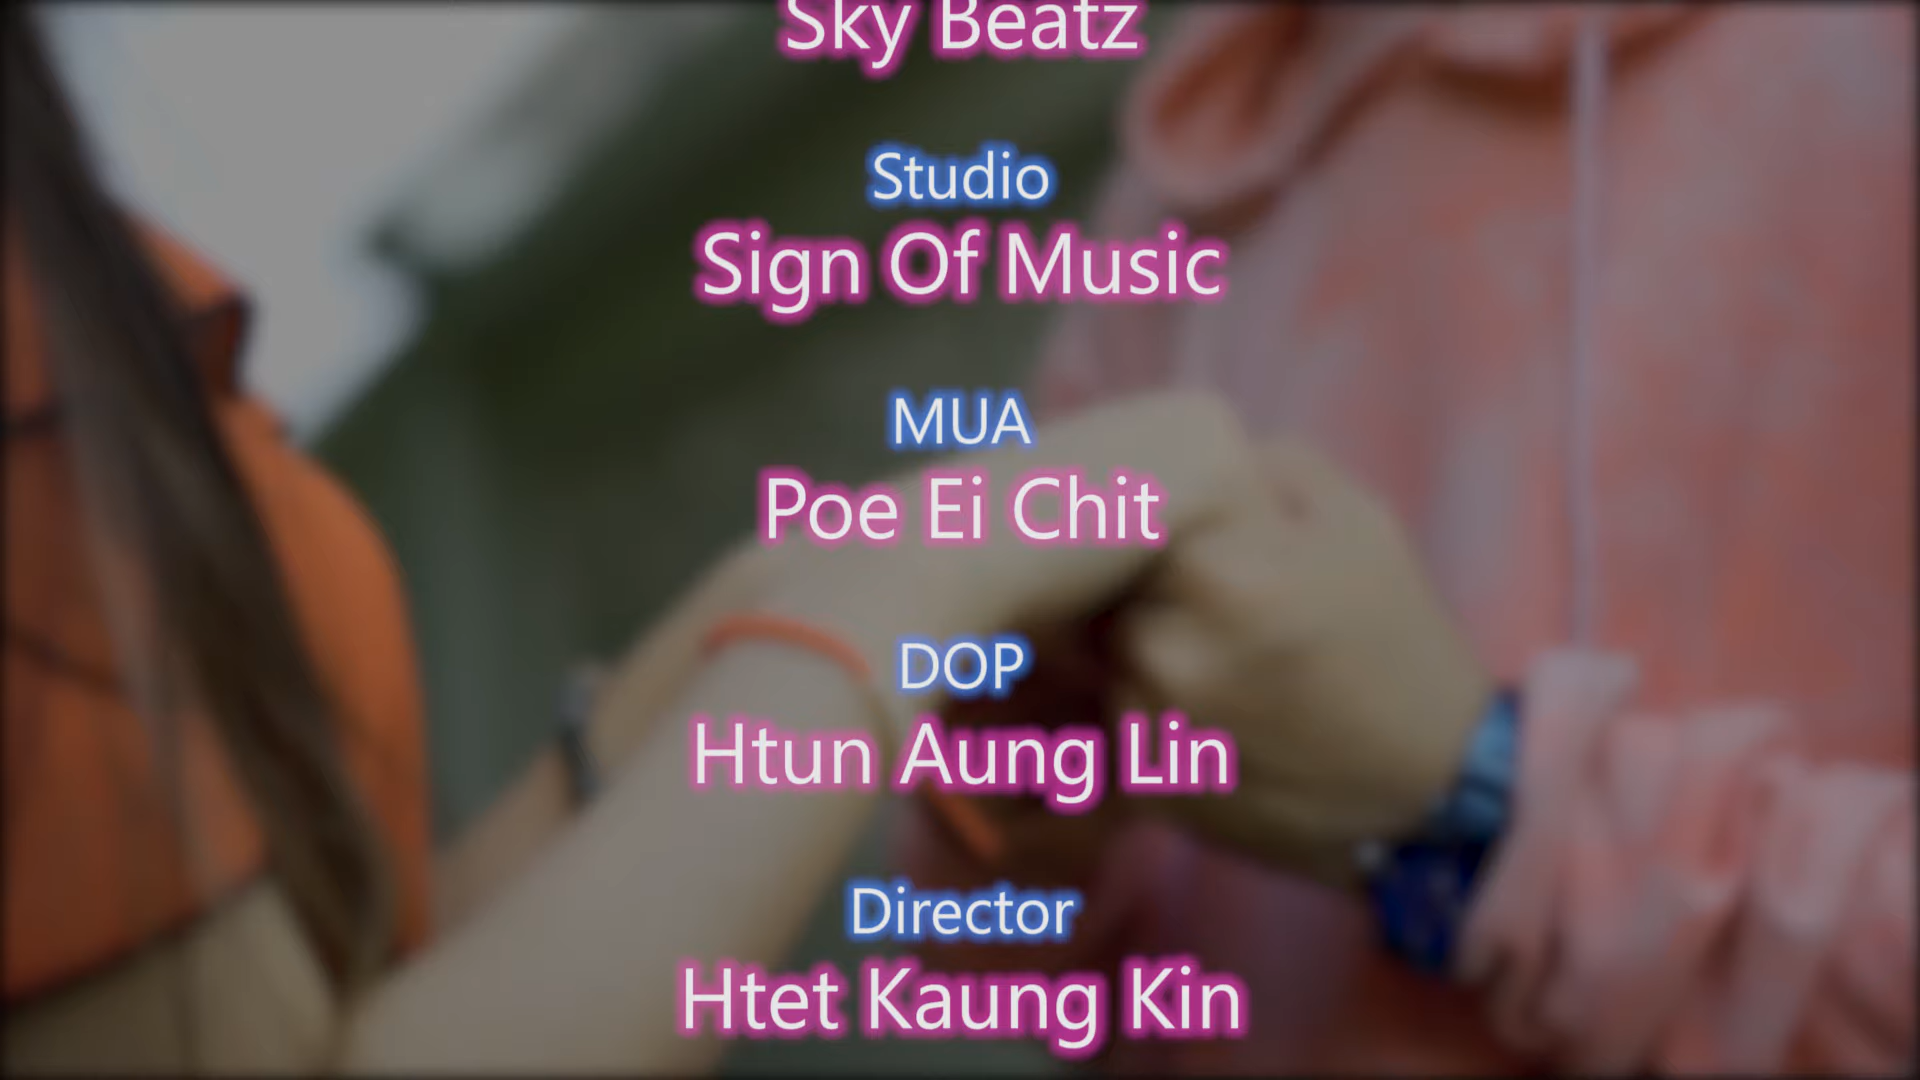 Sky Beatz
Studio
Sign Of Music
MUA
Poe Ei Chit
DOP
Htun Aung Lin
Director
Htet Kaung Kin